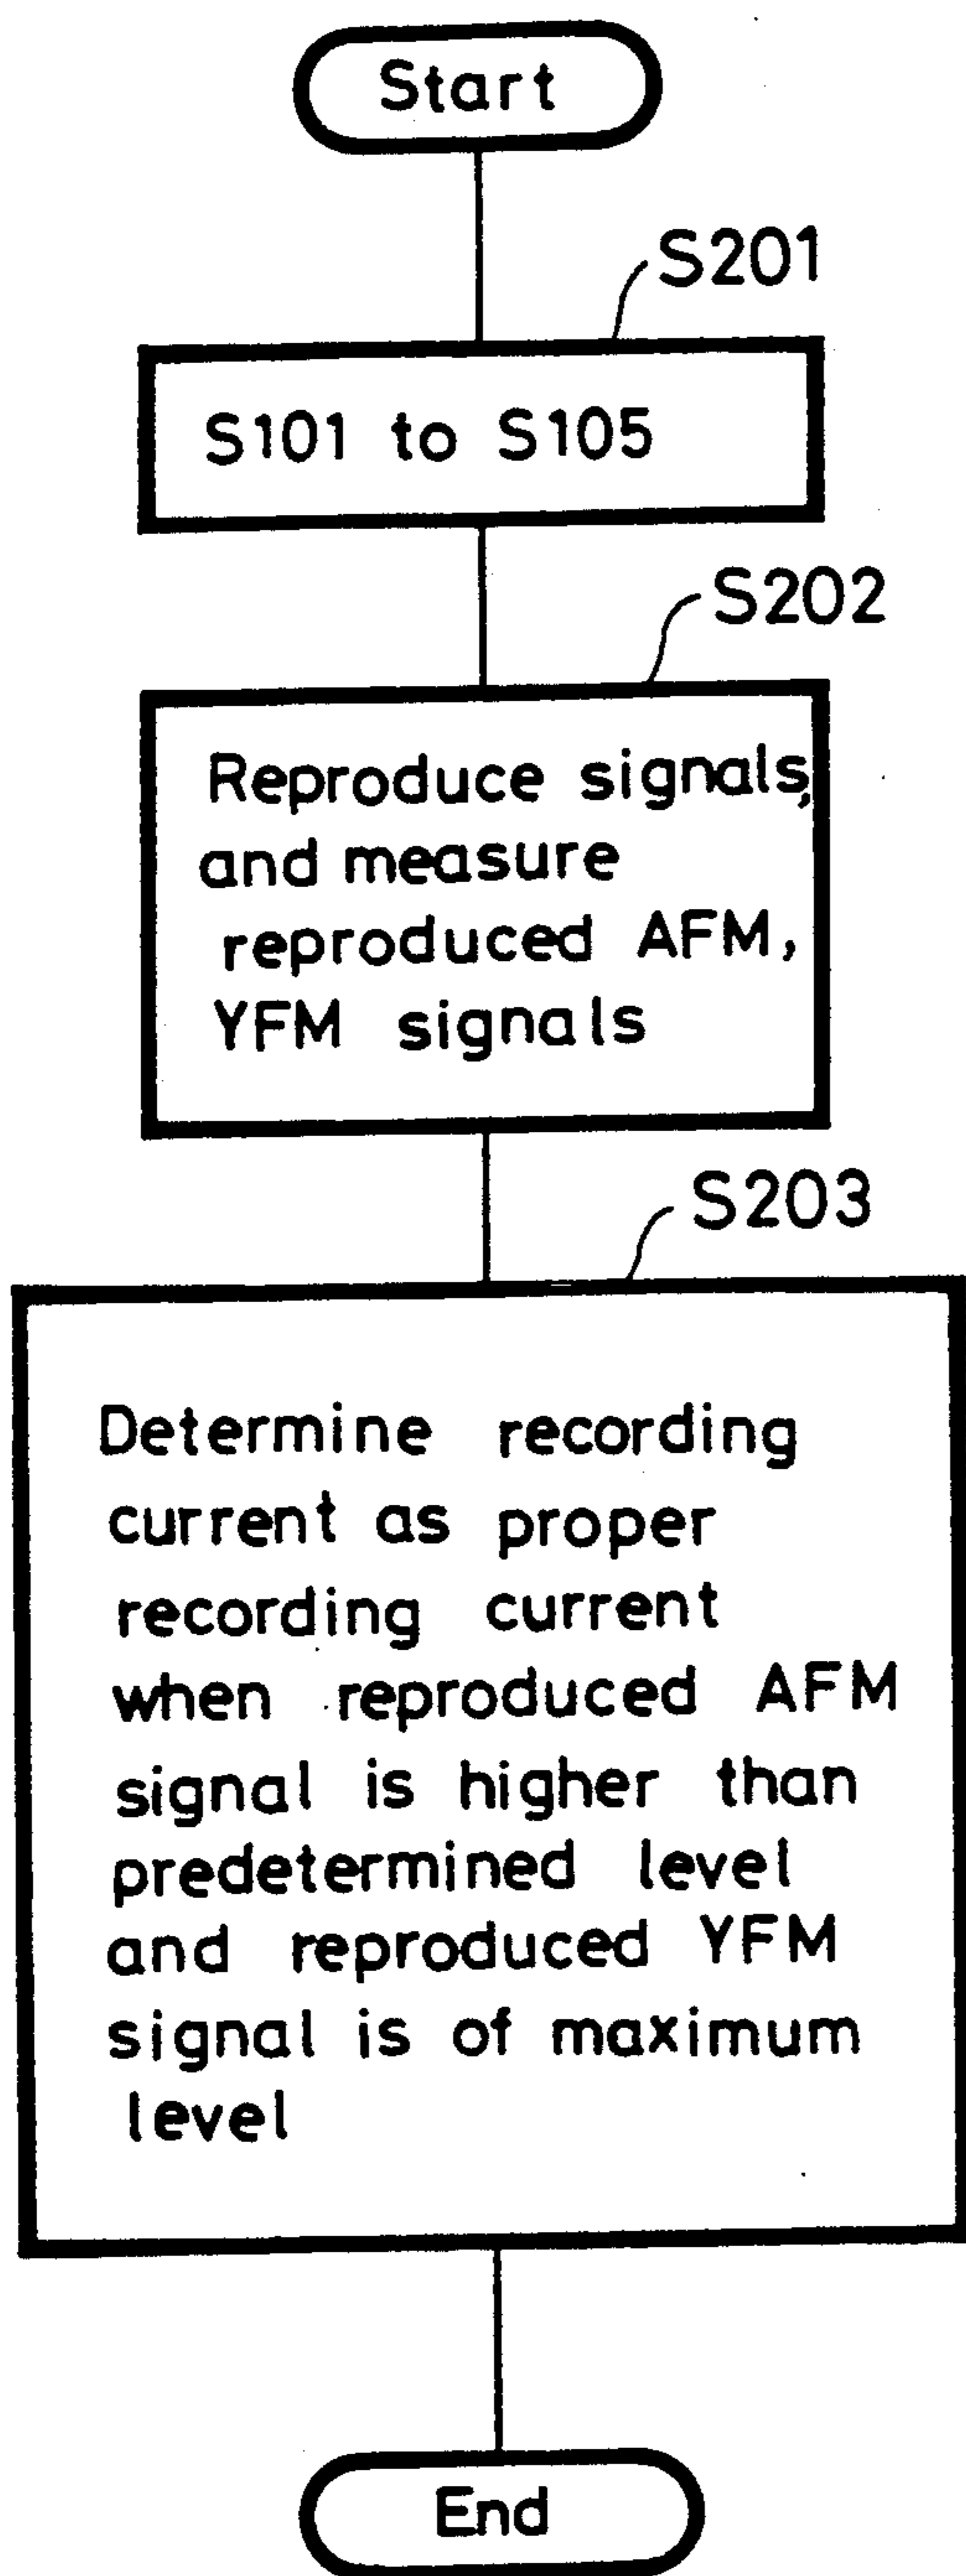 Start
S201
S101 to S105
S202
Reproduce signals,
and measure
reproduced AFM,
YFM signals
S203
Determine recording
current as proper
recording current
when reproduced AFM
signal is higher than
predetermined level
and reproduced YFM
signal is of maximum
level
End